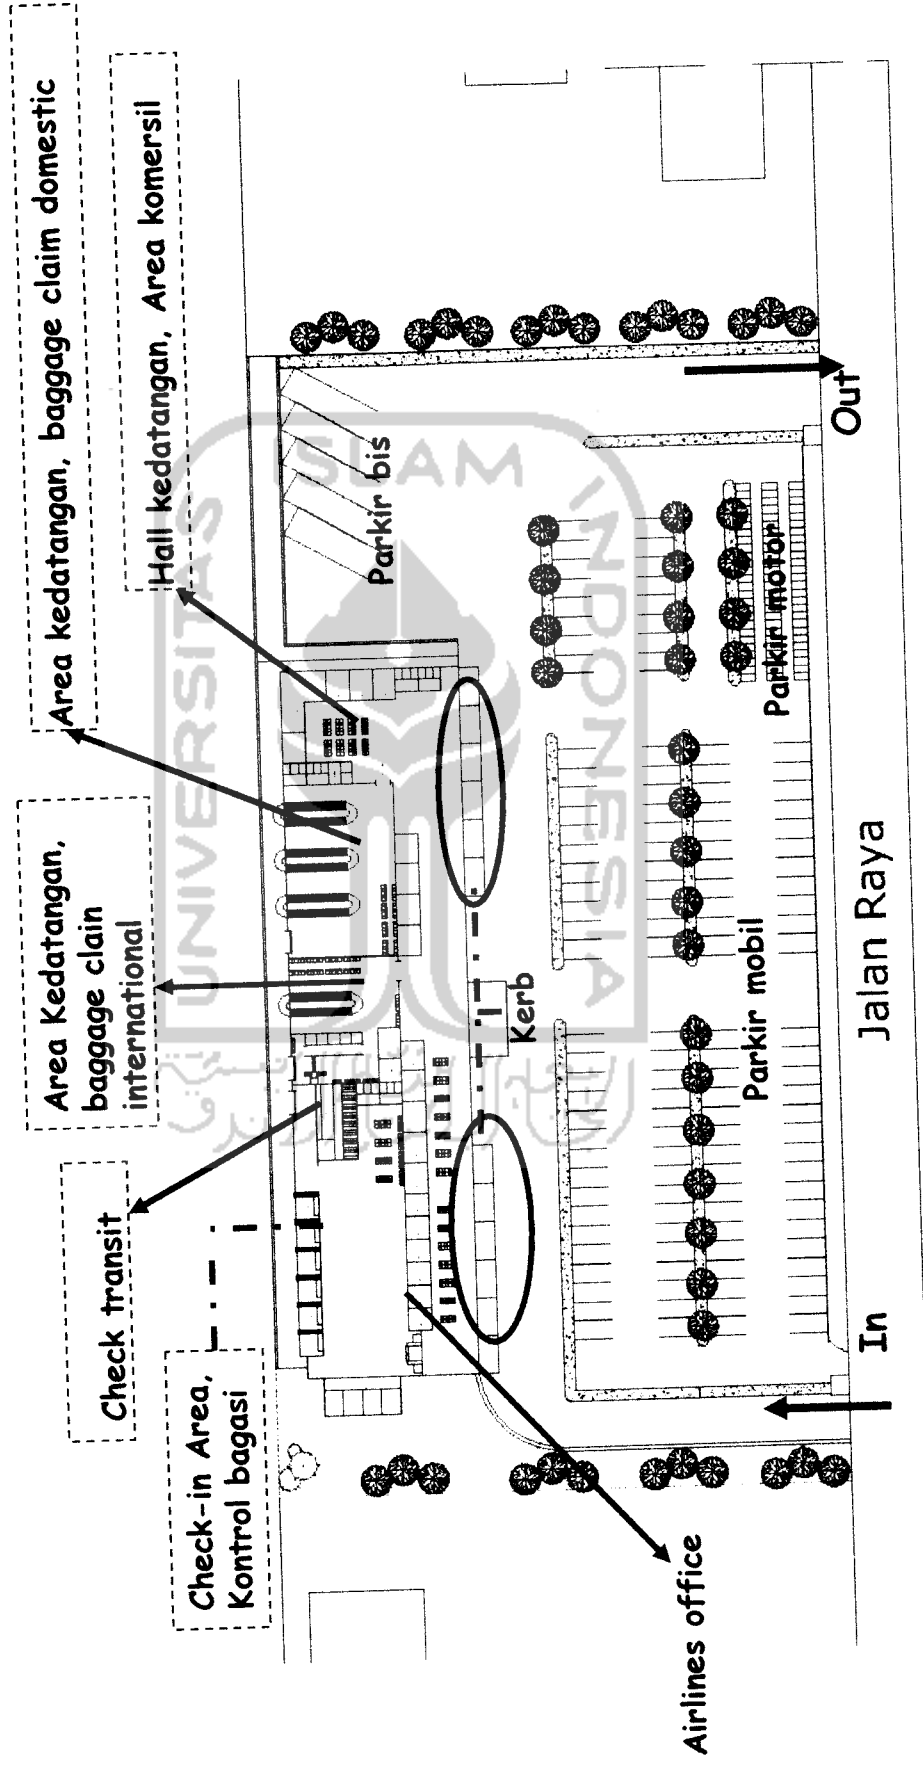 Area kedatangan, baggage claim domestic
Hall kedatangan, Area komersil
Area Kedatangan,
baggage clain
international
Check transit
Check-in Area,
Kontrol bagasi
Airlines office
Parkir bis
Kerb
Parkir motor
Parkir mobil
Out
In
Jalan Raya
UNIVERSITAS
ISLAM
INDONESIA